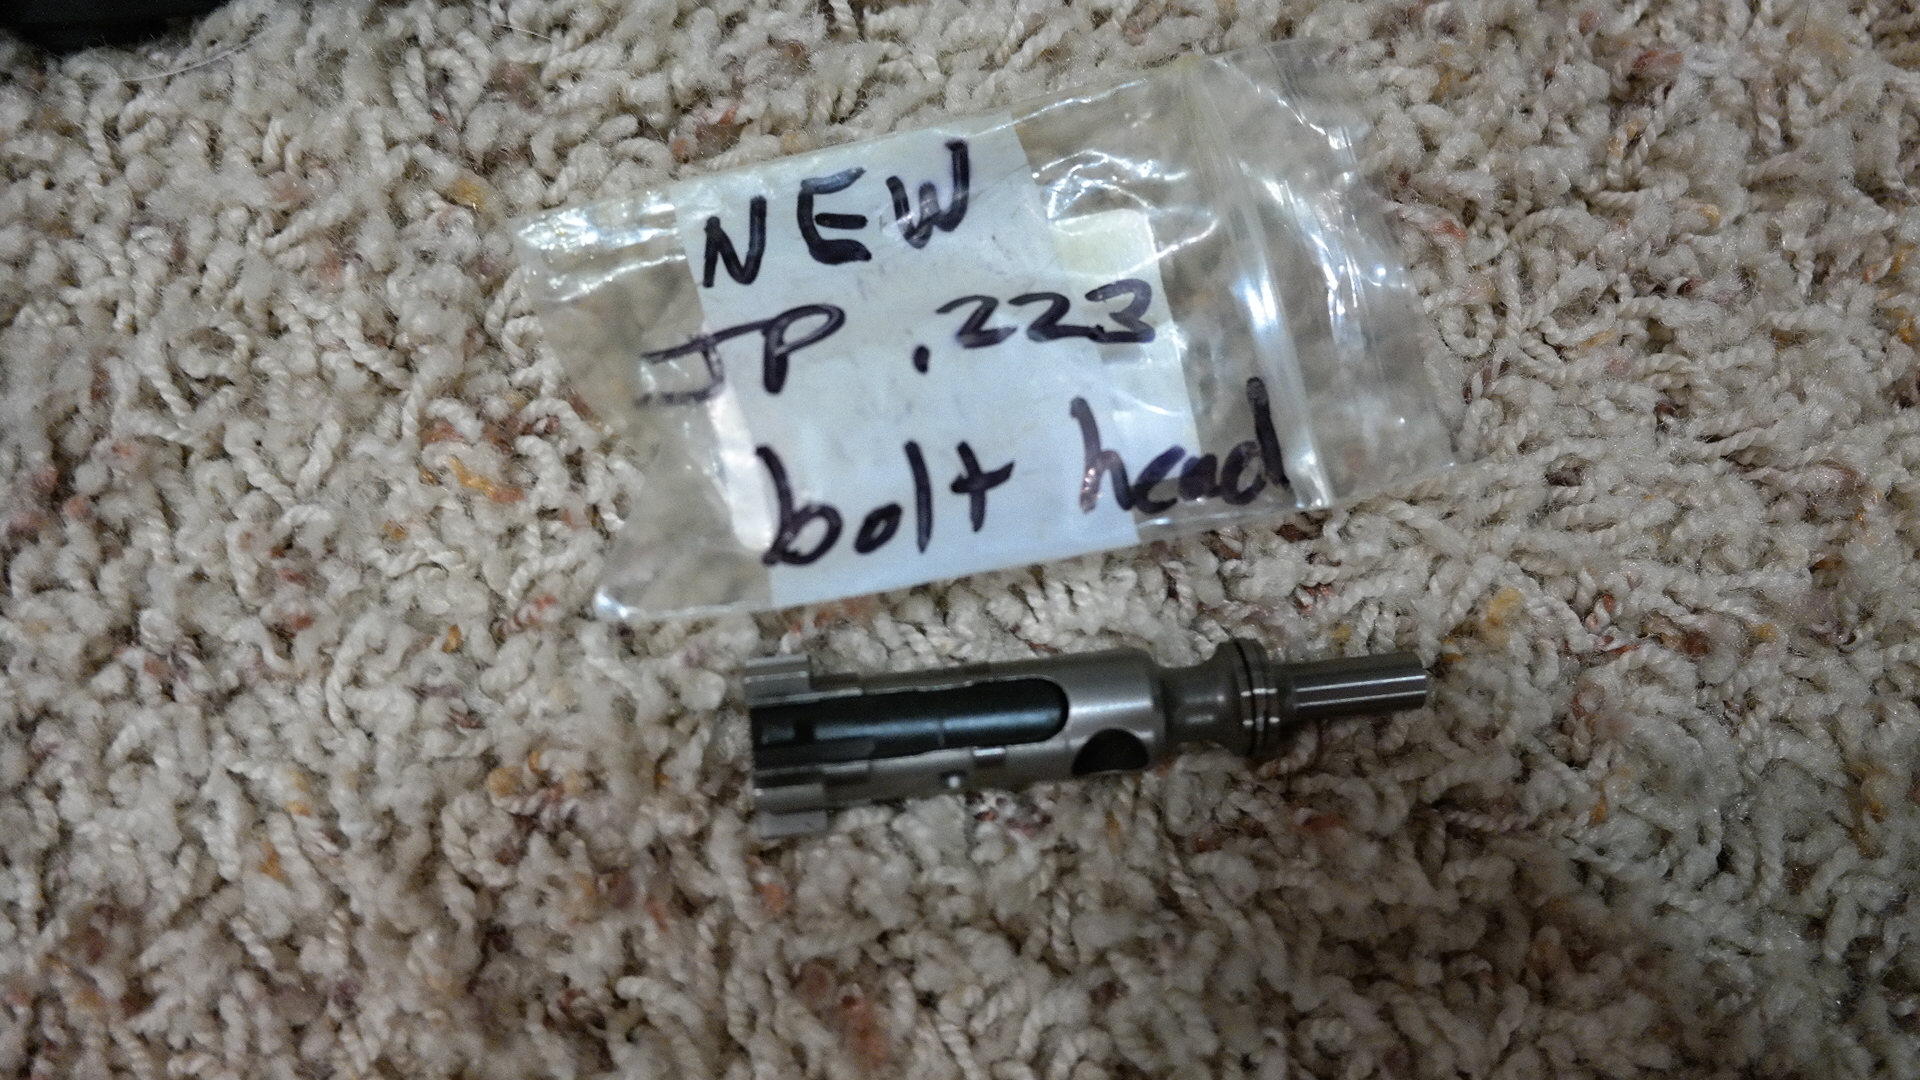 NEW
JP .223
bolt head